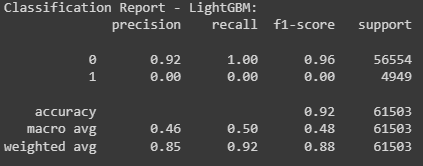 Classification Report - LightGBM:
precision recall f1-score support
0 0.92 1.00 0.96 56554
1 0.00 0.00 0.00 4949
accuracy 0.92 61503
macro avg 0.46 0.50 0.48 61503
weighted avg 0.85 0.92 0.88 61503